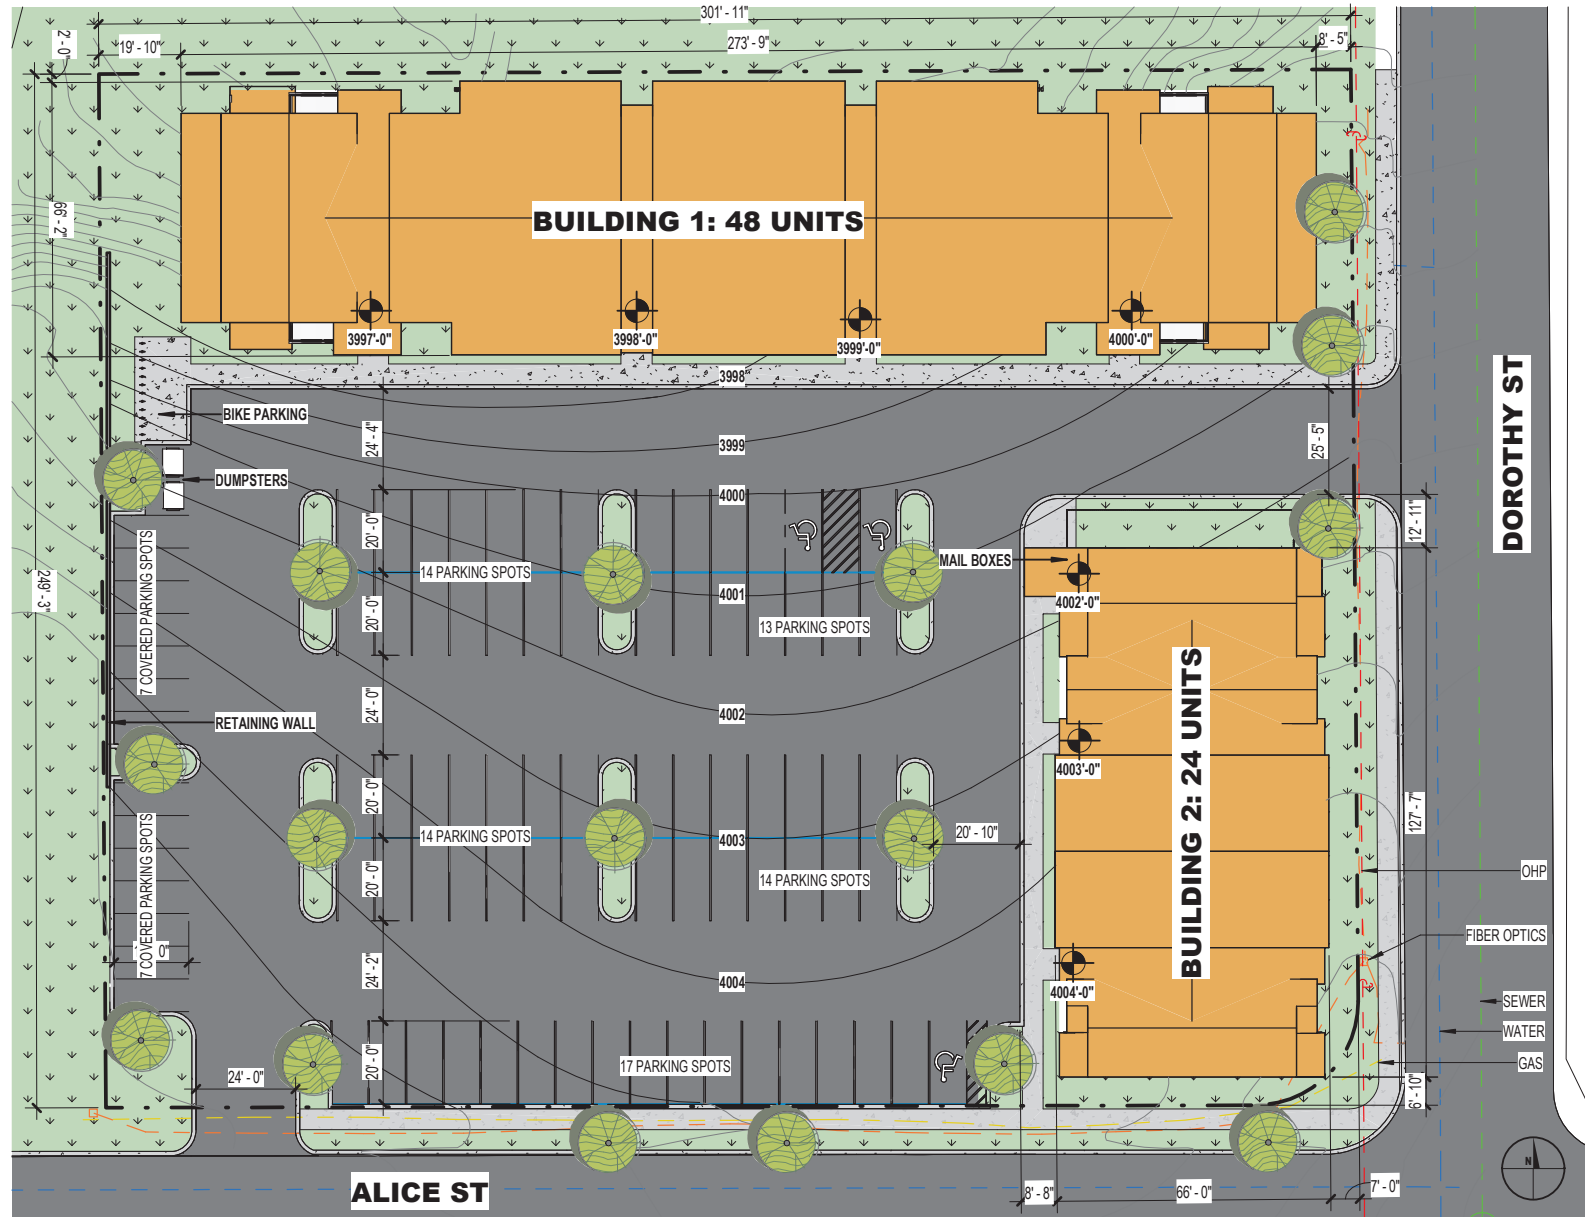 301' - 11"
2' - 0"
19' - 10"
273' - 9"
8' - 5"
66' - 2"
BUILDING 1: 48 UNITS
3997'-0"
3998'-0"
3999'-0"
4000'-0"
3998
BIKE PARKING
24' - 4"
3999
25' - 5"
DOROTHY ST
DUMPSTERS
4000
12' - 11"
7 COVERED PARKING SPOTS
20' - 0"
14 PARKING SPOTS
MAIL BOXES
249' - 3"
4001
4002'-0"
20' - 0"
13 PARKING SPOTS
RETAINING WALL
24' - 0"
4002
BUILDING 2: 24 UNITS
4003'-0"
20' - 0"
7 COVERED PARKING SPOTS
14 PARKING SPOTS
4003
20' - 10"
127' - 7"
20' - 0"
14 PARKING SPOTS
OHP
FIBER OPTICS
0"
24' - 2"
4004
4004'-0"
SEWER
WATER
20' - 0"
17 PARKING SPOTS
GAS
24' - 0"
6' - 10"
N
ALICE ST
8' - 8"
66' - 0"
7' - 0"